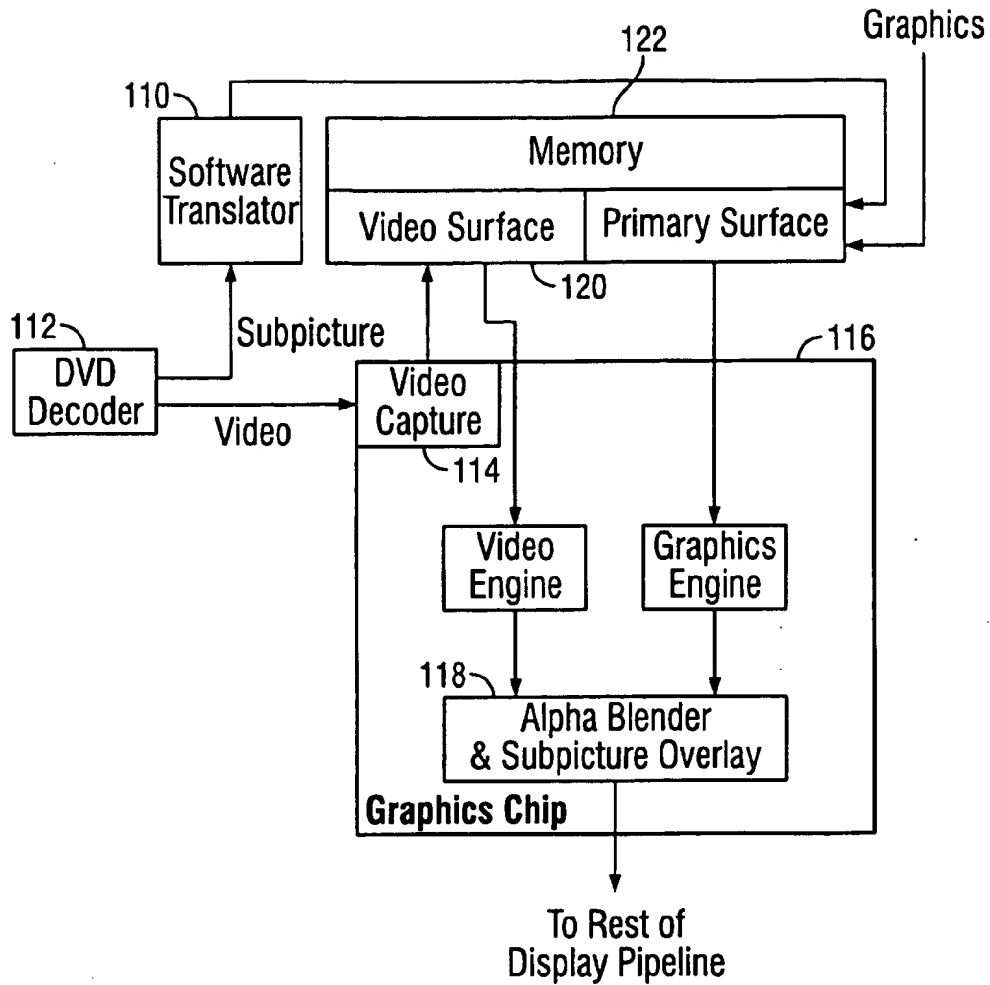 Graphics
122
110
Memory
Software
Translator
Video Surface
Primary Surface
120
112
Subpicture
116
DVD
Decoder
Video
Capture
Video
114
Video
Engine
Graphics
Engine
118
Alpha Blender
& Subpicture Overlay
Graphics Chip
To Rest of
Display Pipeline